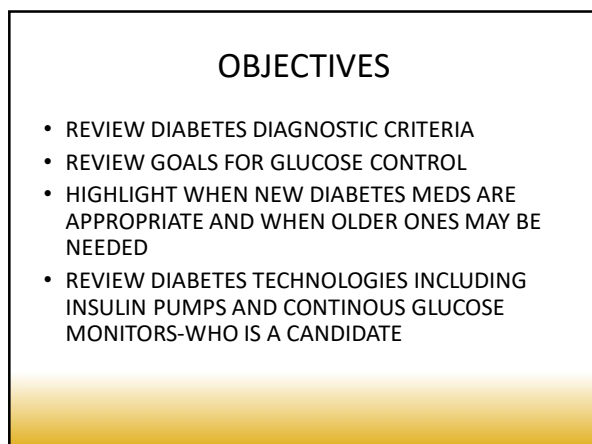 OBJECTIVES
• REVIEW DIABETES DIAGNOSTIC CRITERIA
• REVIEW GOALS FOR GLUCOSE CONTROL
• HIGHLIGHT WHEN NEW DIABETES MEDS ARE
APPROPRIATE AND WHEN OLDER ONES MAY BE
NEEDED
• REVIEW DIABETES TECHNOLOGIES INCLUDING
INSULIN PUMPS AND CONTINOUS GLUCOSE
MONITORS-WHO IS A CANDIDATE